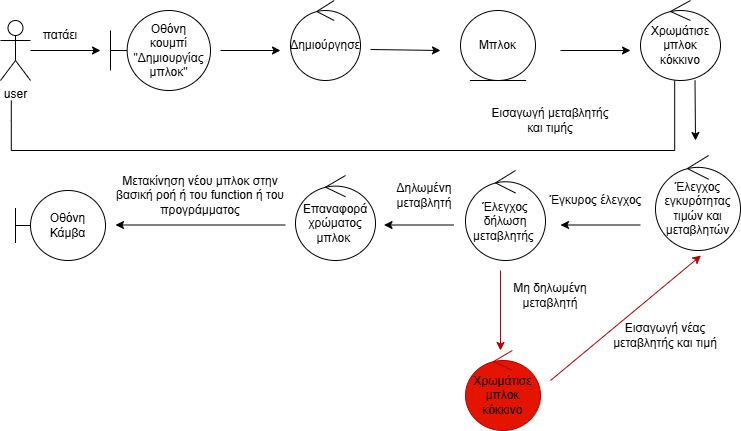 πατάει
user
Οθόνη
κουμπί
"Δημιουργίας
μπλοκ"
Δημιούργησε
Μπλοκ
Χρωμάτισε
μπλοκ
κόκκινο
Εισαγωγή μεταβλητής
και τιμής
Έλεγχος
εγκυρότητας
τιμών και
μεταβλητών
Έγκυρος έλεγχος
Έλεγχος
δήλωση
μεταβλητής
Δηλωμένη
μεταβλητή
Επαναφορά
χρώματος
μπλοκ
Μετακίνηση νέου μπλοκ στην
βασική ροή ή του function ή του
προγράμματος
Οθόνη
Κάμβα
Μη δηλωμένη
μεταβλητή
Χρωμάτισε
μπλοκ
κόκκινο
Εισαγωγή νέας
μεταβλητής και τιμή